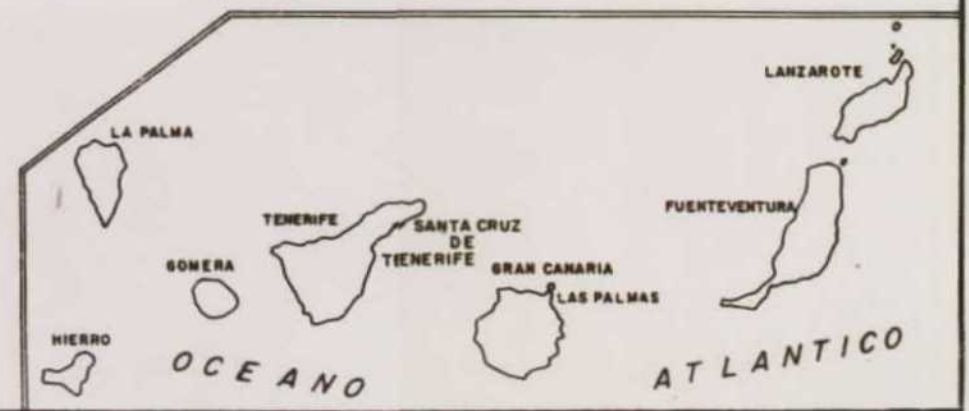 LANZAROTE
LA PALMA
FUENTEVENTURA
TENERIFE
SANTA CRUZ
DE
TIENERIFE
GOMERA
GRAN CANARIA
LAS PALMAS
HIERRO
OCEANO
ATLANTICO